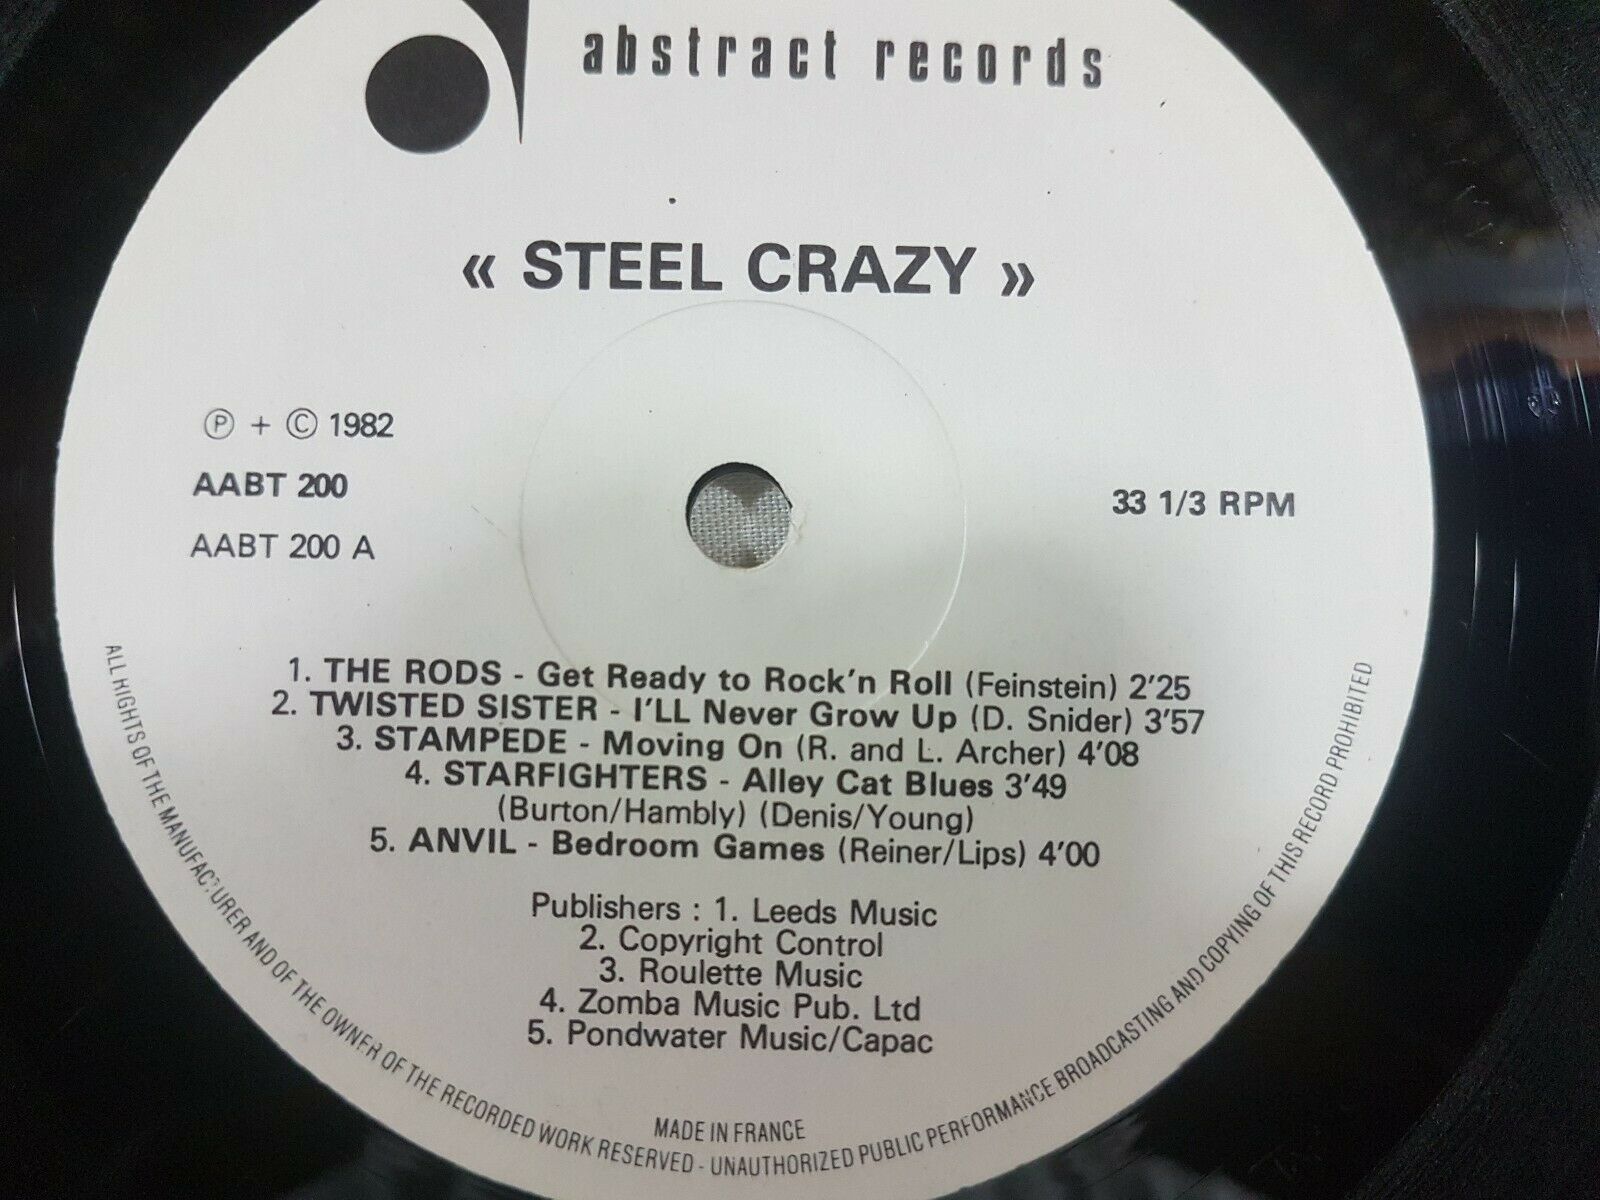 abstract records
« STEEL CRAZY »
Ⓟ + © 1982
AABT 200
AABT 200 A
33 1/3 RPM
1. THE RODS - Get Ready to Rock'n Roll (Feinstein) 2'25
2. TWISTED SISTER - I'LL Never Grow Up (D. Snider) 3'57
3. STAMPEDE - Moving On (R. and L. Archer) 4'08
4. STARFIGHTERS - Alley Cat Blues 3'49
(Burton/Hambly) (Denis/Young)
5. ANVIL - Bedroom Games (Reiner/Lips) 4'00
Publishers : 1. Leeds Music
2. Copyright Control
3. Roulette Music
4. Zomba Music Pub. Ltd
5. Pondwater Music/Capac
MADE IN FRANCE
ALL RIGHTS OF THE MANUFACTURER AND OF THE OWNER OF THE RECORDED WORK RESERVED - UNAUTHORIZED PUBLIC PERFORMANCE BROADCASTING AND COPYING OF THIS RECORD PROHIBITED